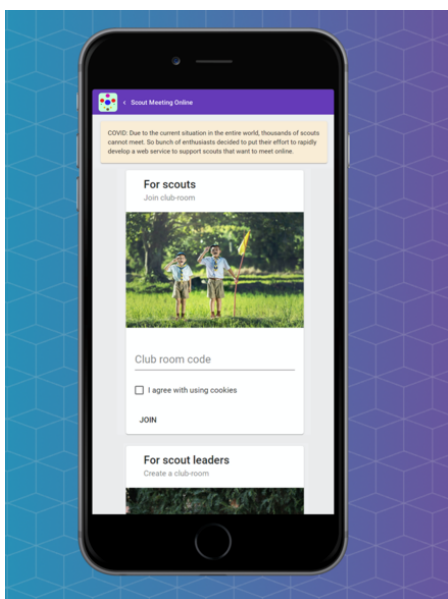 < Scout Meeting Online
COVID: Due to the current situation in the entire world, thousands of scouts
cannot meet. So bunch of enthusiasts decided to put their effort to rapidly
develop a web service to support scouts that want to meet online.
For scouts
Join club-room
Club room code
I agree with using cookies
JOIN
For scout leaders
Create a club-room